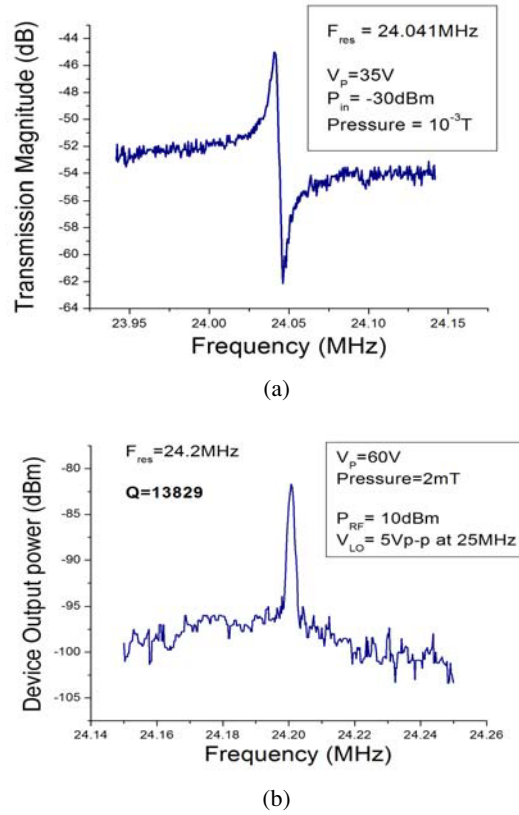 -44
-46
-48
-50
-52
-54
-56
-58
-60
-62
-64
Transmission Magnitude (dB)
F_res = 24.041MHz
V_P=35V
P_in = -30dBm
Pressure = 10^-3T
23.95 24.00 24.05 24.10 24.15
Frequency (MHz)
(a)
-80
-85
-90
-95
-100
-105
Device Output power (dBm)
F_res=24.2MHz
Q=13829
V_P=60V
Pressure=2mT
P_RF = 10dBm
V_LO= 5Vp-p at 25MHz
24.14 24.16 24.18 24.20 24.22 24.24 24.26
Frequency (MHz)
(b)